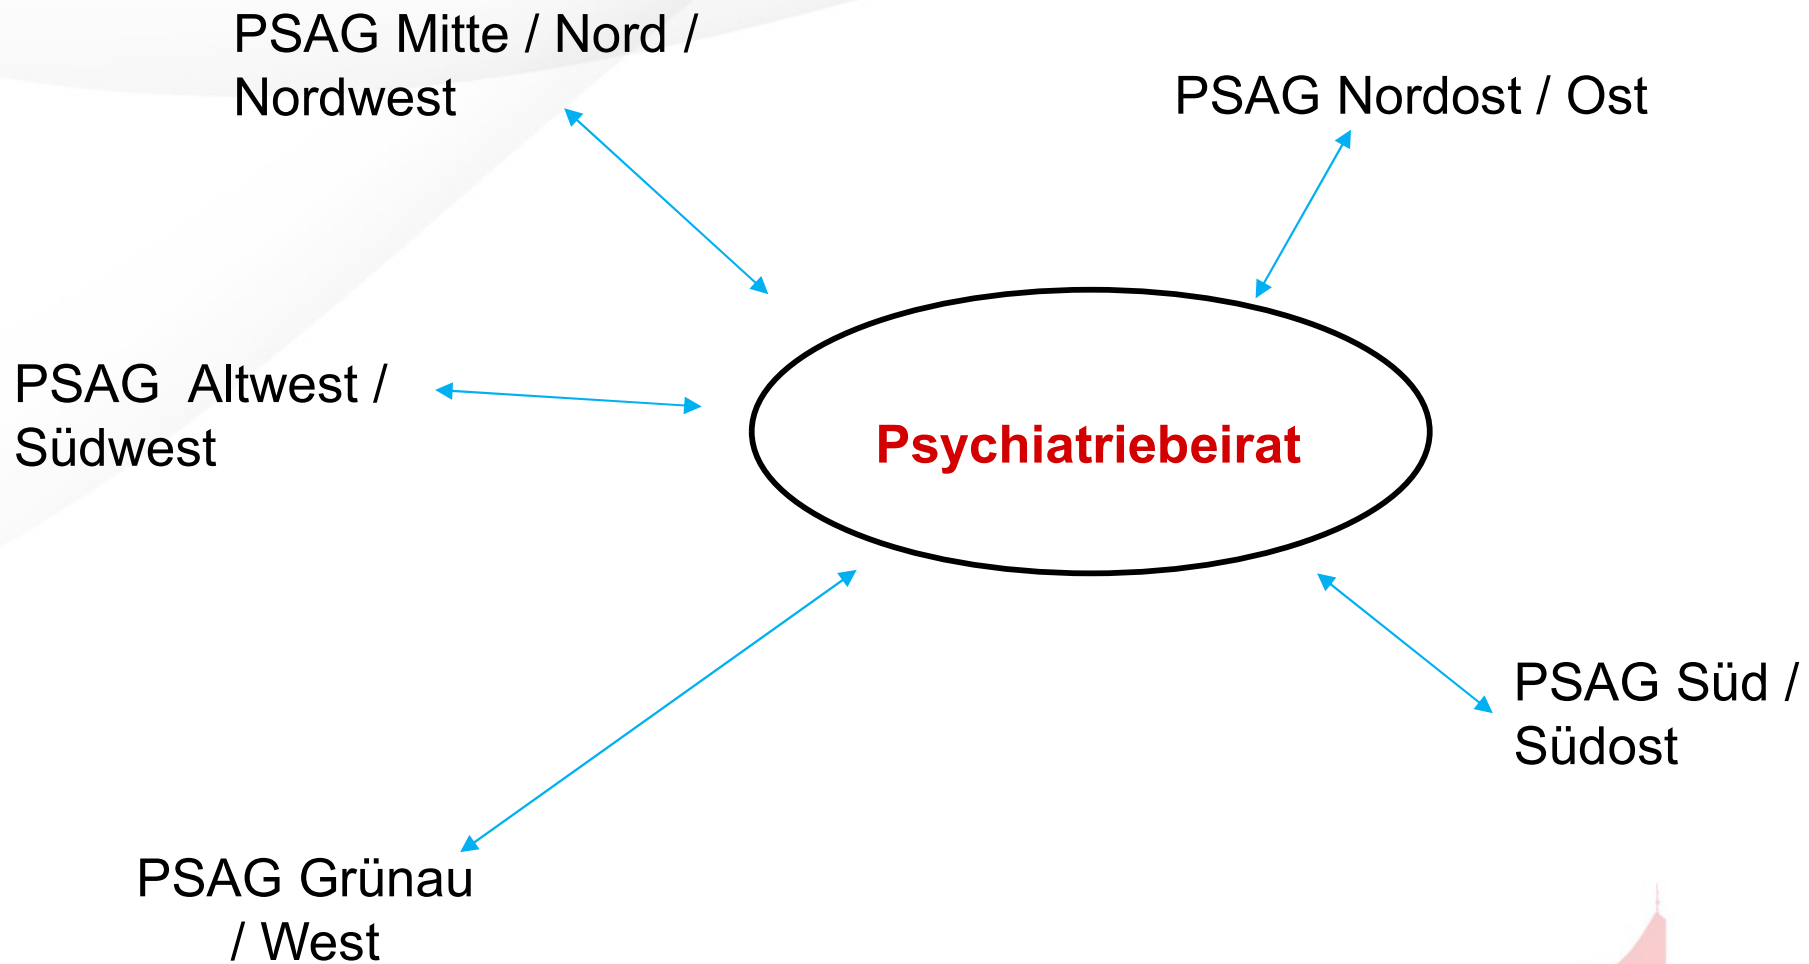 PSAG Mitte / Nord /
Nordwest
PSAG Nordost / Ost
PSAG  Altwest /
Südwest
Psychiatriebeirat
PSAG Süd /
Südost
PSAG Grünau
/ West